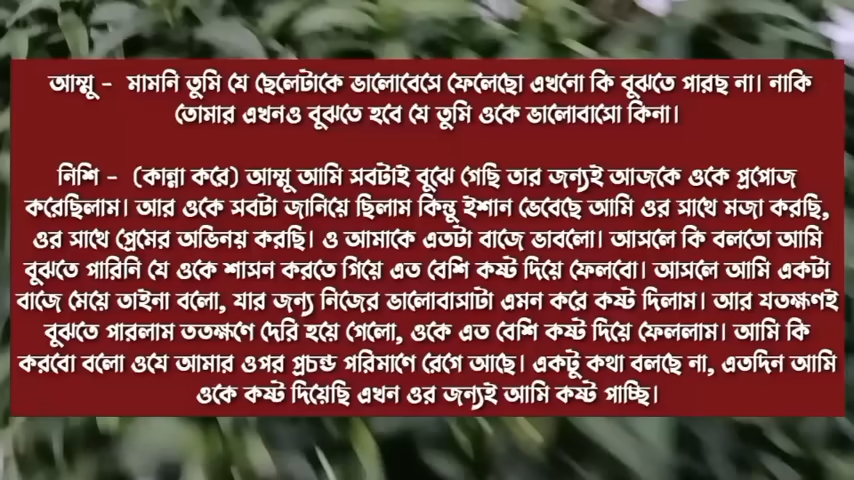 আম্মু - মামনি তুমি যে ছেলেটাকে ভালোবেসে ফেলেছো এখনো কি বুঝতে পারছ না। নাকি
তোমার এখনও বুঝতে হবে যে তুমি ওকে ভালোবাসো কিনা।
নিশি - (কান্না করে) আম্মু আমি সবটাই বুঝে গেছি তার জন্যই আজকে ওকে প্রপোজ
করেছিলাম। আর ওকে সবটা জানিয়ে ছিলাম কিন্তু ইশান ভেবেছে আমি ওর সাথে মজা করছি,
ওর সাথে প্রেমের অভিনয় করছি। ও আমাকে এতটা বাজে ভাবলো। আসলে কি বলতো আমি
বুঝতে পারিনি যে ওকে শাসন করতে গিয়ে এত বেশি কষ্ট দিয়ে ফেলবো। আসলে আমি একটা
বাজে মেয়ে তাইনা বলো, যার জন্য নিজের ভালোবাসাটা এমন করে কষ্ট দিলাম। আর যতক্ষণই
বুঝতে পারলাম ততক্ষণে দেরি হয়ে গেলো, ওকে এত বেশি কষ্ট দিয়ে ফেললাম। আমি কি
করবো বলো ওযে আমার ওপর প্রচন্ড পরিমাণে রেগে আছে। একটু কথা বলছে না, এতদিন আমি
ওকে কষ্ট দিয়েছি এখন ওর জন্যই আমি কষ্ট পাচ্ছি।